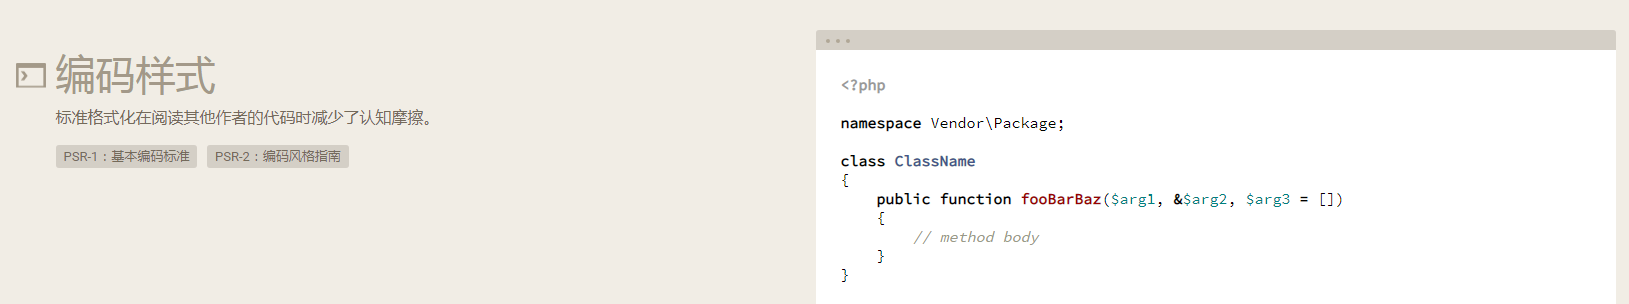 编码样式
标准格式化在阅读其他作者的代码时减少了认知摩擦。
PSR-1：基本编码标准 PSR-2：编码风格指南
<?php
namespace Vendor\Package;
class ClassName
{
    public function fooBarBaz($arg1, &$arg2, $arg3 = [])
    {
        // method body
    }
}